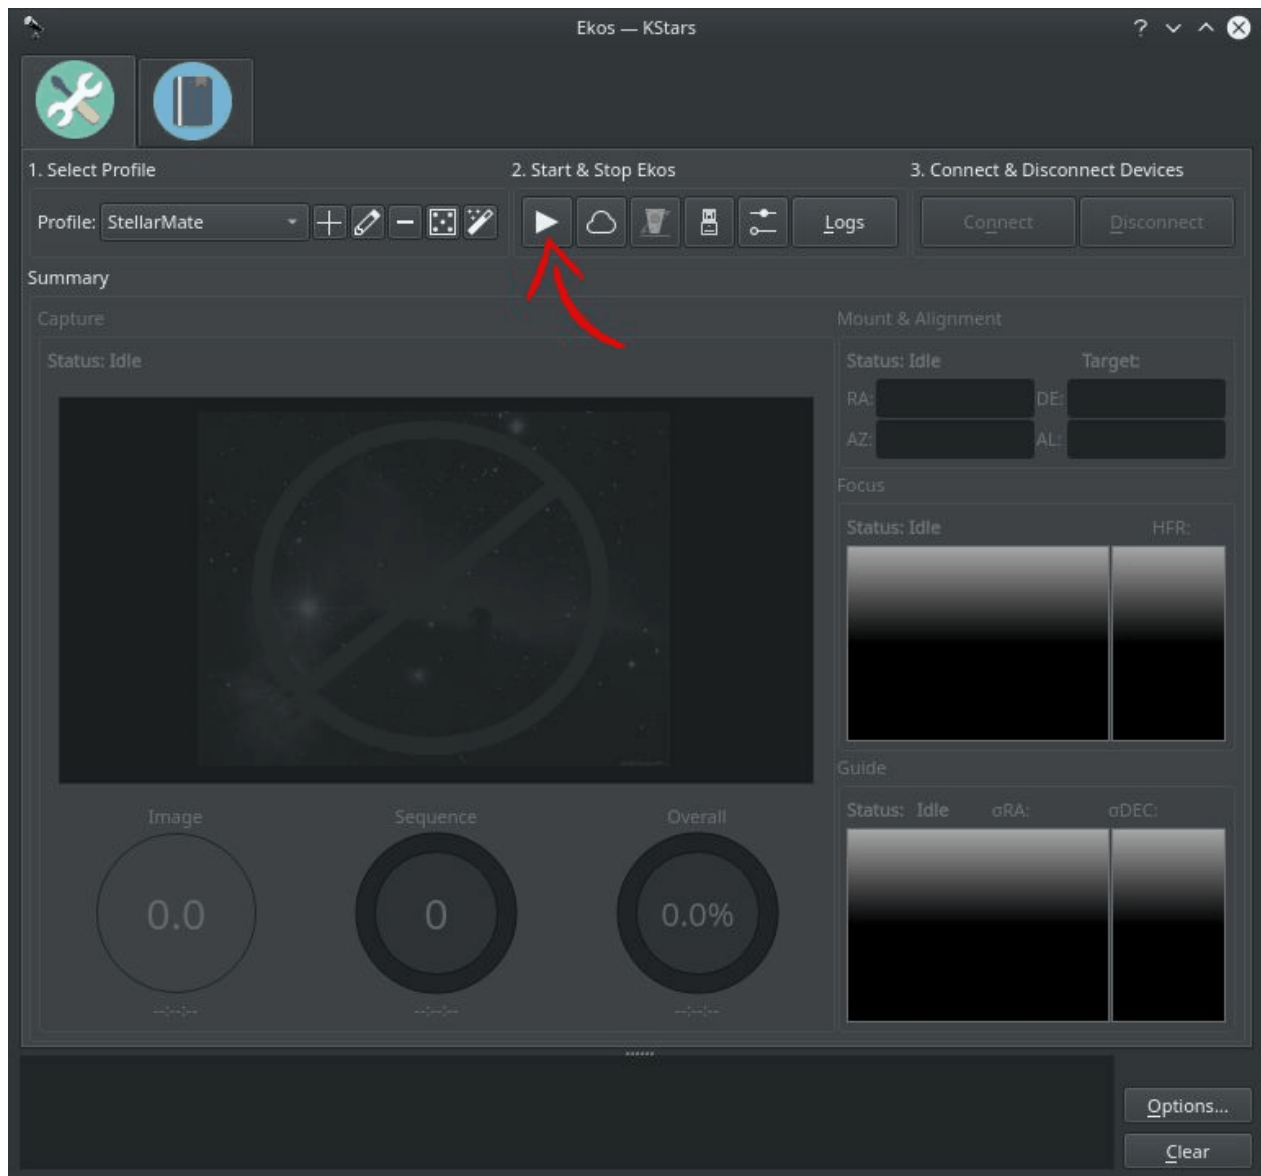 Ekos — KStars
1. Select Profile
2. Start & Stop Ekos
3. Connect & Disconnect Devices
Profile: StellarMate
Logs
Connect
Disconnect
Summary
Capture
Status: Idle
Mount & Alignment
Status: Idle
Target:
RA:
DE:
AZ:
AL:
Focus
Status: Idle
HFR:
Guide
Status: Idle
σRA:
σDEC:
Image
Sequence
Overall
0.0
0
0.0%
--:--:--
--:--:--
--:--:--
Options...
Clear